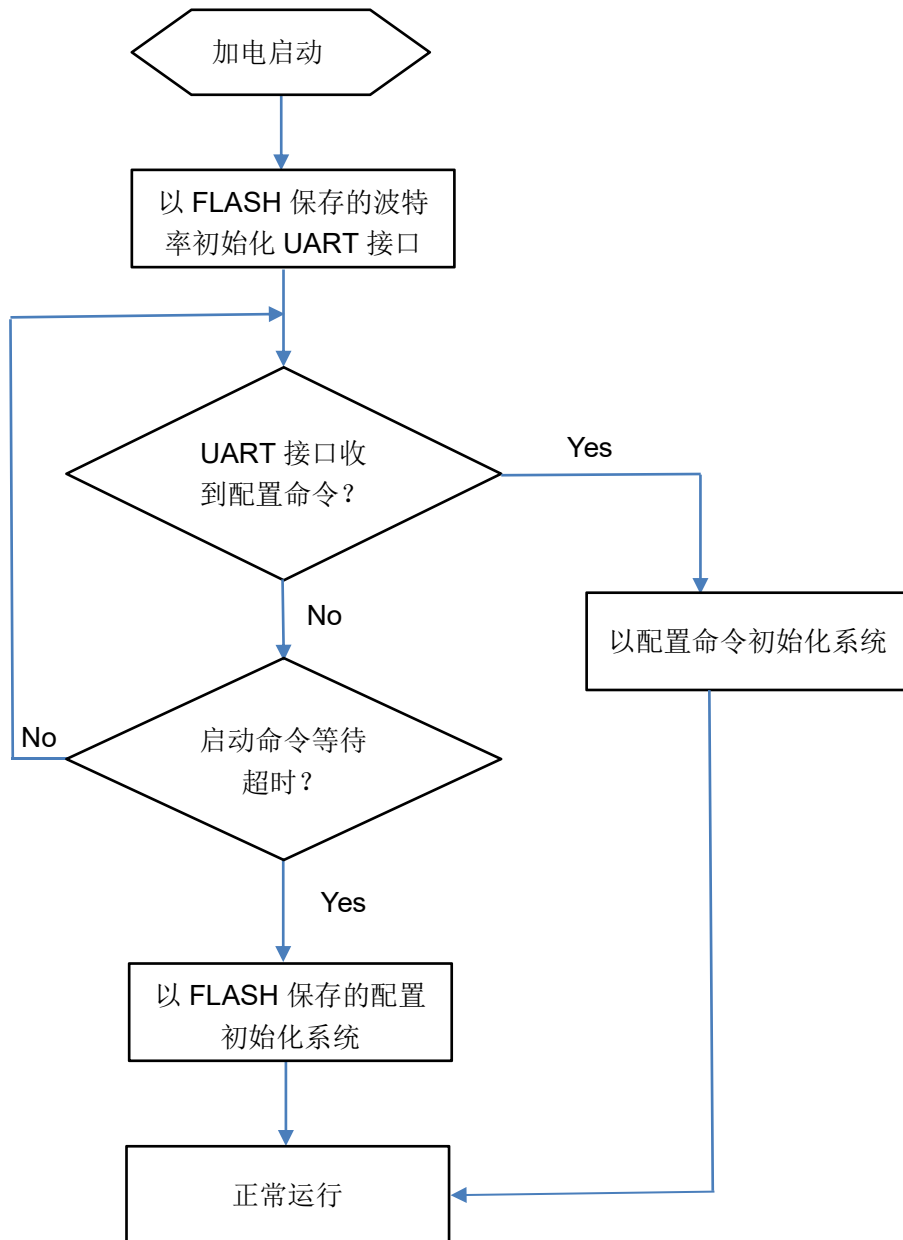 加电启动
以 FLASH 保存的波特
率初始化 UART 接口
UART 接口收
到配置命令？
Yes
No
以配置命令初始化系统
No
启动命令等待
超时？
Yes
以 FLASH 保存的配置
初始化系统
正常运行